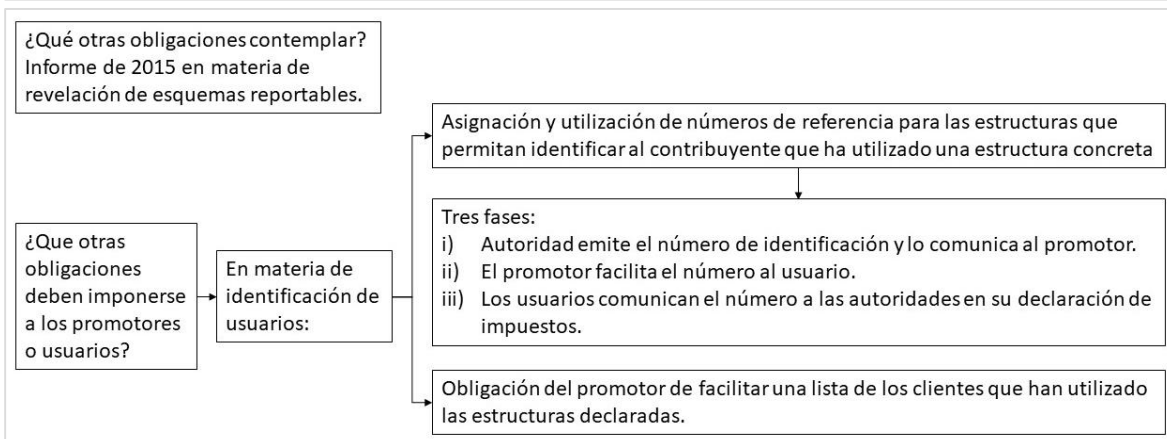 ¿Qué otras obligaciones contemplar?
Informe de 2015 en materia de
revelación de esquemas reportables.
¿Que otras
obligaciones
deben imponerse
a los promotores
o usuarios?
En materia de
identificación de
usuarios:
Asignación y utilización de números de referencia para las estructuras que
permitan identificar al contribuyente que ha utilizado una estructura concreta
Tres fases:
i) Autoridad emite el número de identificación y lo comunica al promotor.
ii) El promotor facilita el número al usuario.
iii) Los usuarios comunican el número a las autoridades en su declaración de
impuestos.
Obligación del promotor de facilitar una lista de los clientes que han utilizado
las estructuras declaradas.